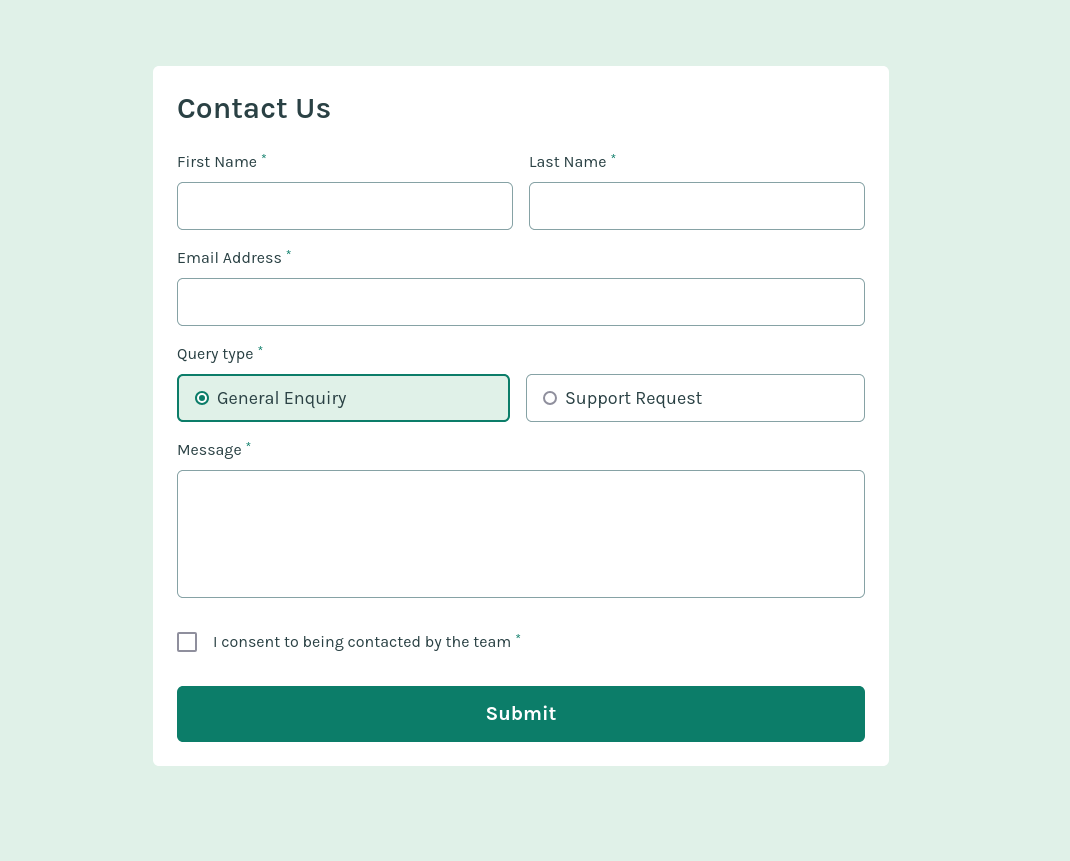 Contact Us
First Name * Last Name *
Email Address *
Query type *
General Enquiry Support Request
Message *
I consent to being contacted by the team *
Submit